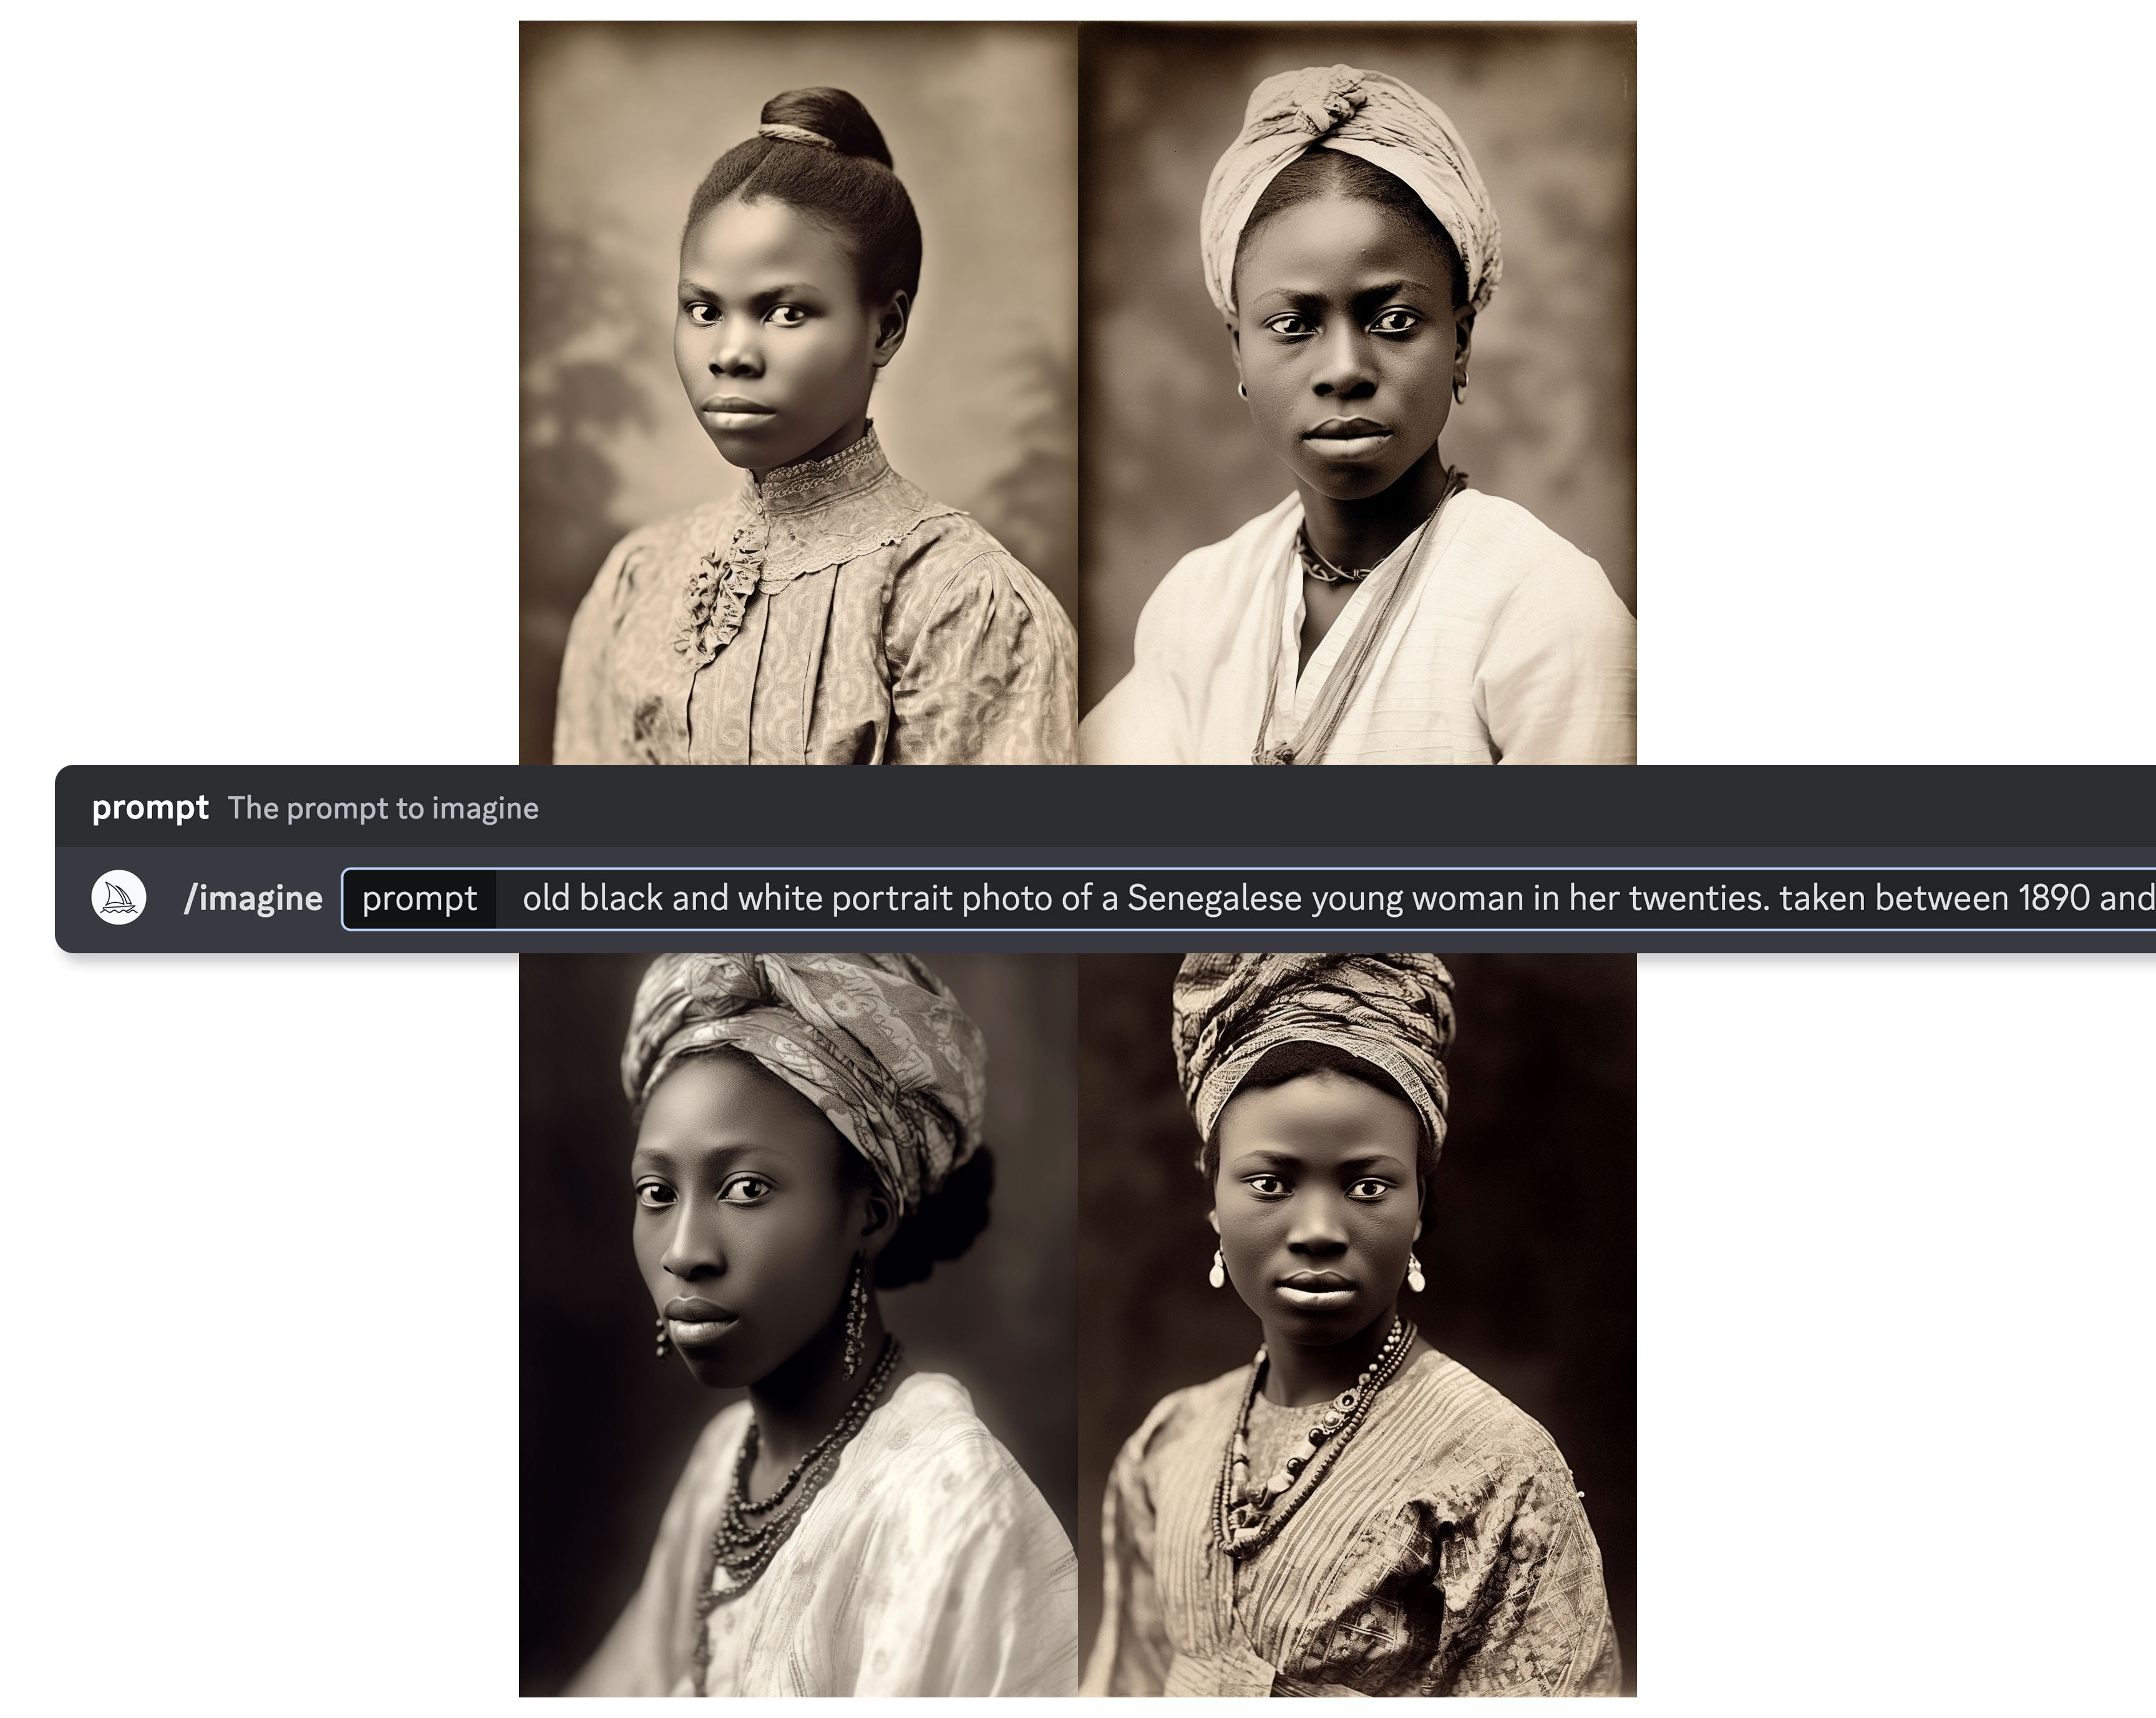 prompt The prompt to imagine
/imagine prompt old black and white portrait photo of a Senegalese young woman in her twenties. taken between 1890 and